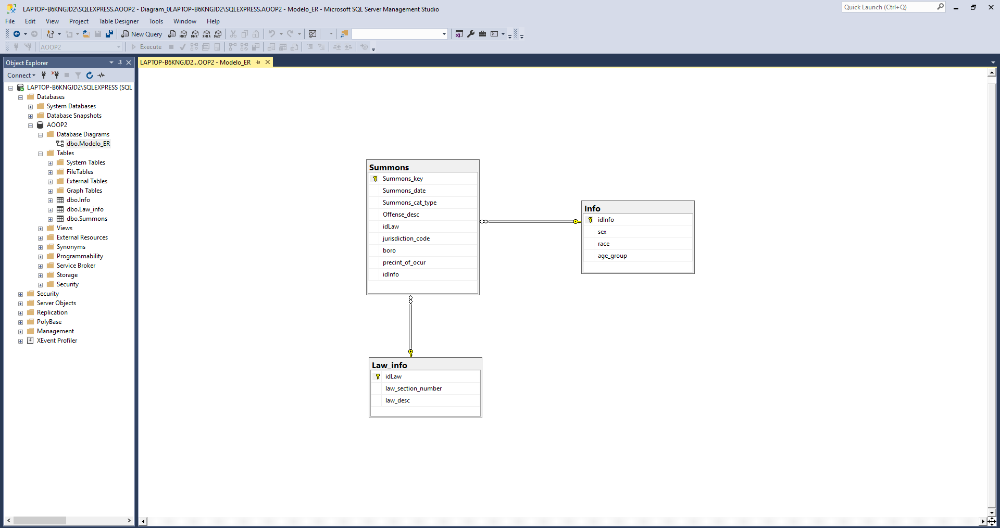 LAPTOP-B6KNGJD2\SQLEXPRESS.AOOP2 - Diagram_0LAPTOP-B6KNGJD2\SQLEXPRESS.AOOP2 - Modelo_ER - Microsoft SQL Server Management Studio
Quick Launch (Ctrl+Q)
File Edit View Project Table Designer Tools Window Help
New Query MDX DMX XMLA DAX
AOOP2 Execute
Object Explorer
LAPTOP-B6KNGJD2...OOP2 - Modelo_ER
Connect
LAPTOP-B6KNGJD2\SQLEXPRESS (SQL
Databases
System Databases
Database Snapshots
AOOP2
Database Diagrams
dbo.Modelo_ER
Tables
System Tables
FileTables
External Tables
Graph Tables
dbo.Info
dbo.Law_info
dbo.Summons
Views
External Resources
Synonyms
Programmability
Service Broker
Storage
Security
Security
Server Objects
Replication
PolyBase
Management
XEvent Profiler
Summons
Summons_key
Summons_date
Summons_cat_type
Offense_desc
idLaw
jurisdiction_code
boro
precint_of_ocur
idInfo
Info
idInfo
sex
race
age_group
Law_info
idLaw
law_section_number
law_desc